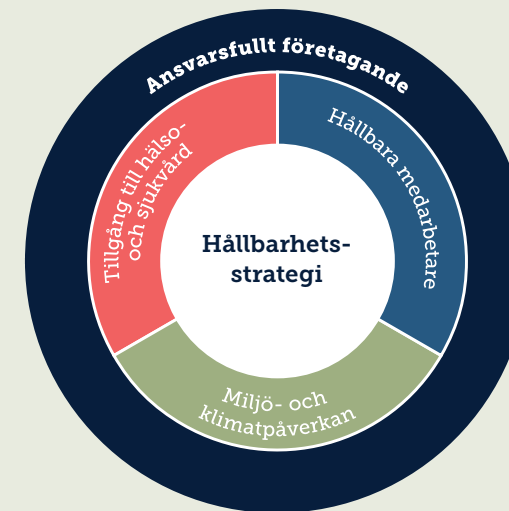 Ansvarsfullt företagande
Tillgång till hälso-
och sjukvård
Hållbara medarbetare
Hållbarhets-
strategi
Miljö- och
klimatpåverkan